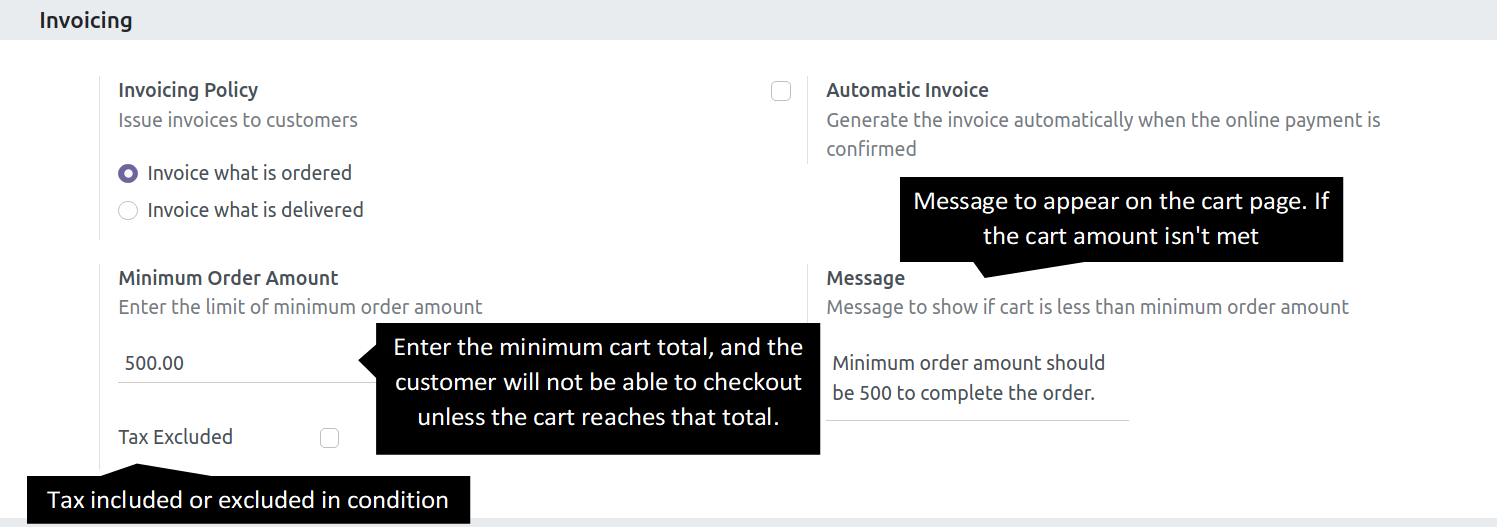 Invoicing
Invoicing Policy
Issue invoices to customers
Invoice what is ordered
Invoice what is delivered
Automatic Invoice
Generate the invoice automatically when the online payment is
confirmed
Message to appear on the cart page. If
the cart amount isn't met
Minimum Order Amount
Enter the limit of minimum order amount
500.00
Enter the minimum cart total, and the
customer will not be able to checkout
unless the cart reaches that total.
Tax Excluded
Tax included or excluded in condition
Message
Message to show if cart is less than minimum order amount
Minimum order amount should
be 500 to complete the order.